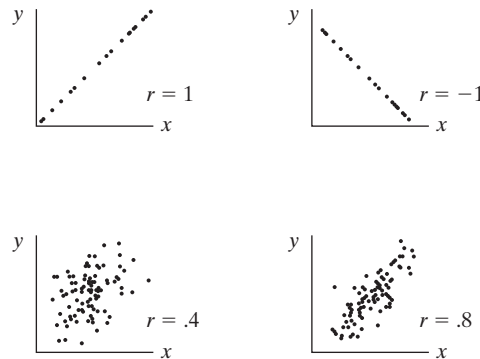 y
r = 1
x
y
r = −1
x
y
r = .4
x
y
r = .8
x